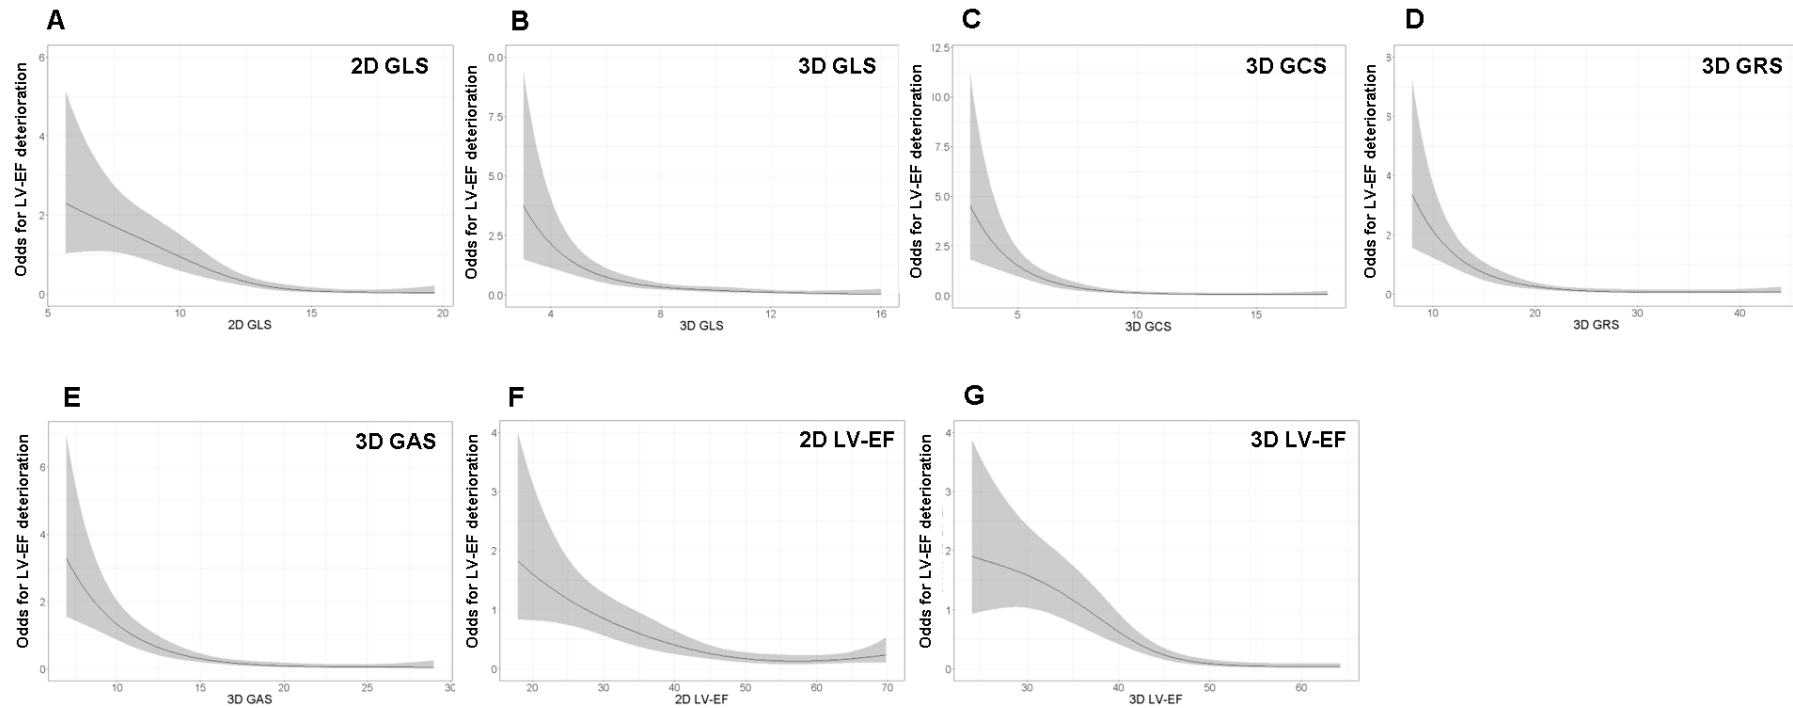 A
B
C
D
2D GLS
3D GLS
3D GCS
3D GRS
Odds for LV-EF deterioration
6
4
2
0
5
10
15
20
2D GLS
Odds for LV-EF deterioration
0.0
7.5
5.0
2.5
0.0
4
8
12
16
3D GLS
Odds for LV-EF deterioration
12.5
10.0
7.5
5.0
2.5
0.0
5
10
15
3D GCS
Odds for LV-EF deterioration
8
6
4
2
0
10
20
30
40
3D GRS
E
F
G
3D GAS
2D LV-EF
3D LV-EF
Odds for LV-EF deterioration
6
4
2
0
10
15
20
25
30
3D GAS
Odds for LV-EF deterioration
4
3
2
1
0
20
30
40
50
60
70
2D LV-EF
Odds for LV-EF deterioration
4
3
2
1
0
30
40
50
60
3D LV-EF